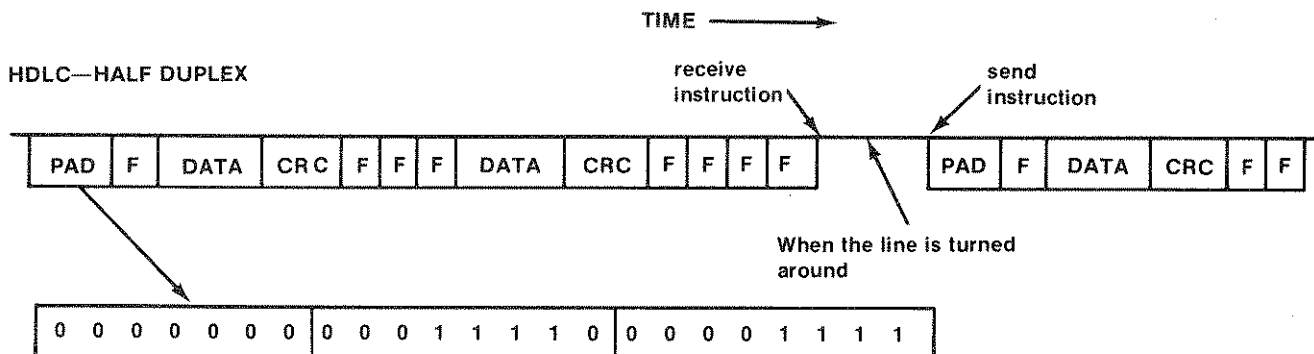 TIME
HDLC—HALF DUPLEX
receive
instruction
send
instruction
PAD F DATA CRC F F F DATA CRC F F F F PAD F DATA CRC F F
When the line is turned
around
0 0 0 0 0 0 0 0 0 0 0 1 1 1 1 0 0 0 0 0 1 1 1 1